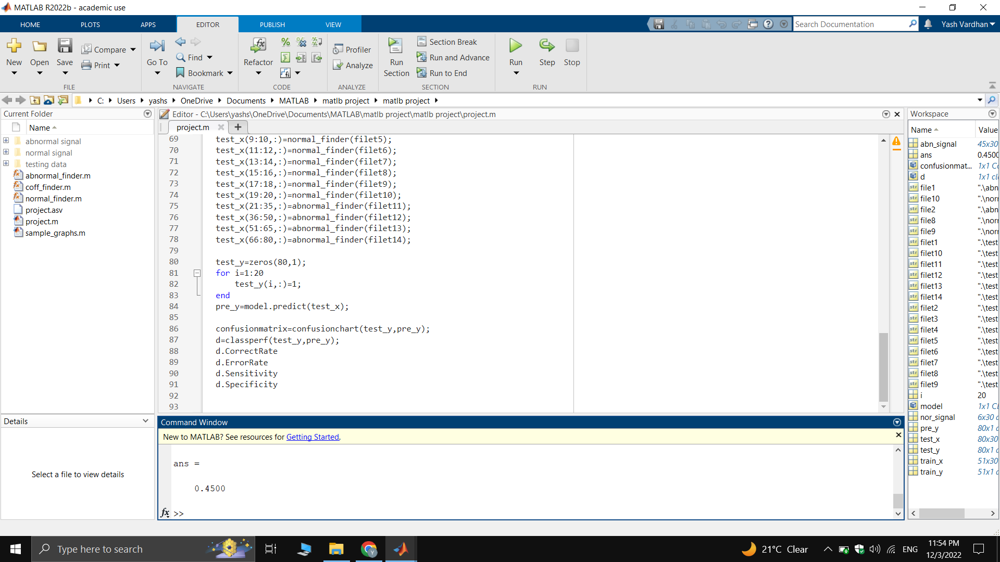 MATLAB R2022b - academic use
HOME PLOTS APPS EDITOR PUBLISH VIEW
Search Documentation
Yash Vardhan
New Open Save Compare Print
FILE
Go To Find Bookmark
NAVIGATE
Refactor
CODE
Profiler
Analyze
ANALYZE
Run Section
Section Break
Run and Advance
Run to End
SECTION
Run Step Stop
RUN
C: Users yashs OneDrive Documents MATLAB matlb project matlb project
Current Folder
Name
abnormal signal
normal signal
testing data
abnormal_finder.m
coff_finder.m
normal_finder.m
project.asv
project.m
sample_graphs.m
Details
Select a file to view details
Editor - C:\Users\yashs\OneDrive\Documents\MATLAB\matlb project\matlb project\project.m
project.m
69 test_x(9:10,:)=normal_finder(filet5);
70 test_x(11:12,:)=normal_finder(filet6);
71 test_x(13:14,:)=normal_finder(filet7);
72 test_x(15:16,:)=normal_finder(filet8);
73 test_x(17:18,:)=normal_finder(filet9);
74 test_x(19:20,:)=normal_finder(filet10);
75 test_x(21:35,:)=abnormal_finder(filet11);
76 test_x(36:50,:)=abnormal_finder(filet12);
77 test_x(51:65,:)=abnormal_finder(filet13);
78 test_x(66:80,:)=abnormal_finder(filet14);
79
80 test_y=zeros(80,1);
81 for i=1:20
82 test_y(i,:)=1;
83 end
84 pre_y=model.predict(test_x);
85
86 confusionmatrix=confusionchart(test_y,pre_y);
87 d=classperf(test_y,pre_y);
88 d.CorrectRate
89 d.ErrorRate
90 d.Sensitivity
91 d.Specificity
92
93
Command Window
New to MATLAB? See resources for Getting Started.
ans =
0.4500
fx >>
Workspace
Name Value
abn_signal 45x30
ans 0.4500
confusionmat... 1x1 Co
d 1x1 cl
file1 ".\abn
file10 ".\nor
file2 ".\abn
file8 ".\nor
file9 ".\nor
filet1 ".\test
filet10 ".\test
filet11 ".\test
filet12 ".\test
filet13 ".\test
filet14 ".\test
filet2 ".\test
filet3 ".\test
filet4 ".\test
filet5 ".\test
filet6 ".\test
filet7 ".\test
filet8 ".\test
filet9 ".\test
i 20
model 1x1 Cl
nor_signal 6x30 d
pre_y 80x1 d
test_x 80x30
test_y 80x1 d
train_x 51x30
train_y 51x1 d
Type here to search
21°C Clear
ENG
11:54 PM
12/3/2022